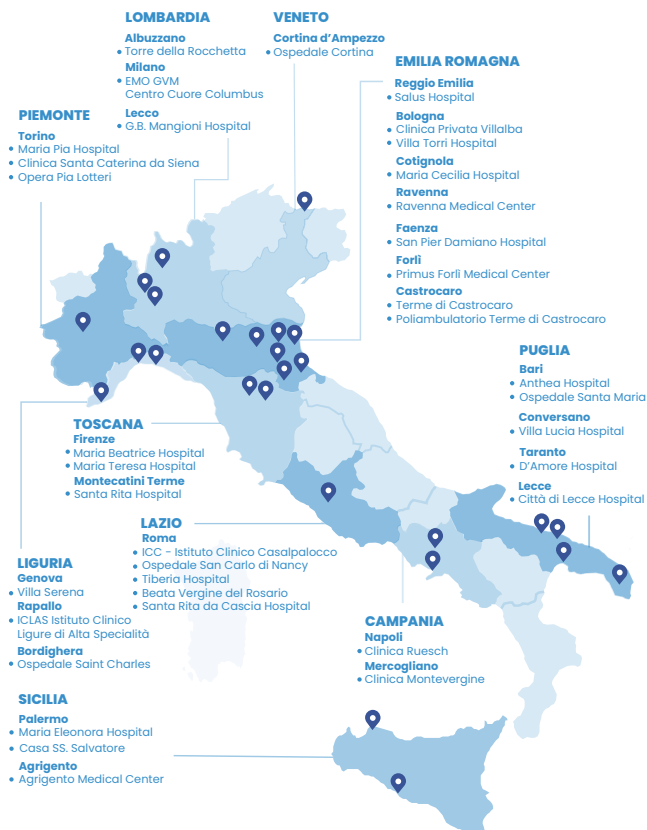 LOMBARDIA
Albuzzano
• Torre della Rocchetta
Milano
• EMO GVM
Centro Cuore Columbus
Lecco
• G.B. Mangioni Hospital
VENETO
Cortina d'Ampezzo
• Ospedale Cortina
EMILIA ROMAGNA
Reggio Emilia
• Salus Hospital
Bologna
• Clinica Privata Villalba
• Villa Torri Hospital
Cotignola
• Maria Cecilia Hospital
Ravenna
• Ravenna Medical Center
Faenza
• San Pier Damiano Hospital
Forlì
• Primus Forlì Medical Center
Castrocaro
• Terme di Castrocaro
• Poliambulatorio Terme di Castrocaro
PIEMONTE
Torino
• Maria Pia Hospital
• Clinica Santa Caterina da Siena
• Opera Pia Lotteri
PUGLIA
Bari
• Anthea Hospital
• Ospedale Santa Maria
Conversano
• Villa Lucia Hospital
Taranto
• D'Amore Hospital
Lecce
• Città di Lecce Hospital
TOSCANA
Firenze
• Maria Beatrice Hospital
• Maria Teresa Hospital
Montecatini Terme
• Santa Rita Hospital
LAZIO
Roma
• ICC - Istituto Clinico Casalpalocco
• Ospedale San Carlo di Nancy
• Tiberia Hospital
• Beata Vergine del Rosario
• Santa Rita da Cascia Hospital
LIGURIA
Genova
• Villa Serena
Rapallo
• ICLAS Istituto Clinico
Ligure di Alta Specialità
Bordighera
• Ospedale Saint Charles
CAMPANIA
Napoli
• Clinica Ruesch
Mercogliano
• Clinica Montevergine
SICILIA
Palermo
• Maria Eleonora Hospital
• Casa SS. Salvatore
Agrigento
• Agrigento Medical Center